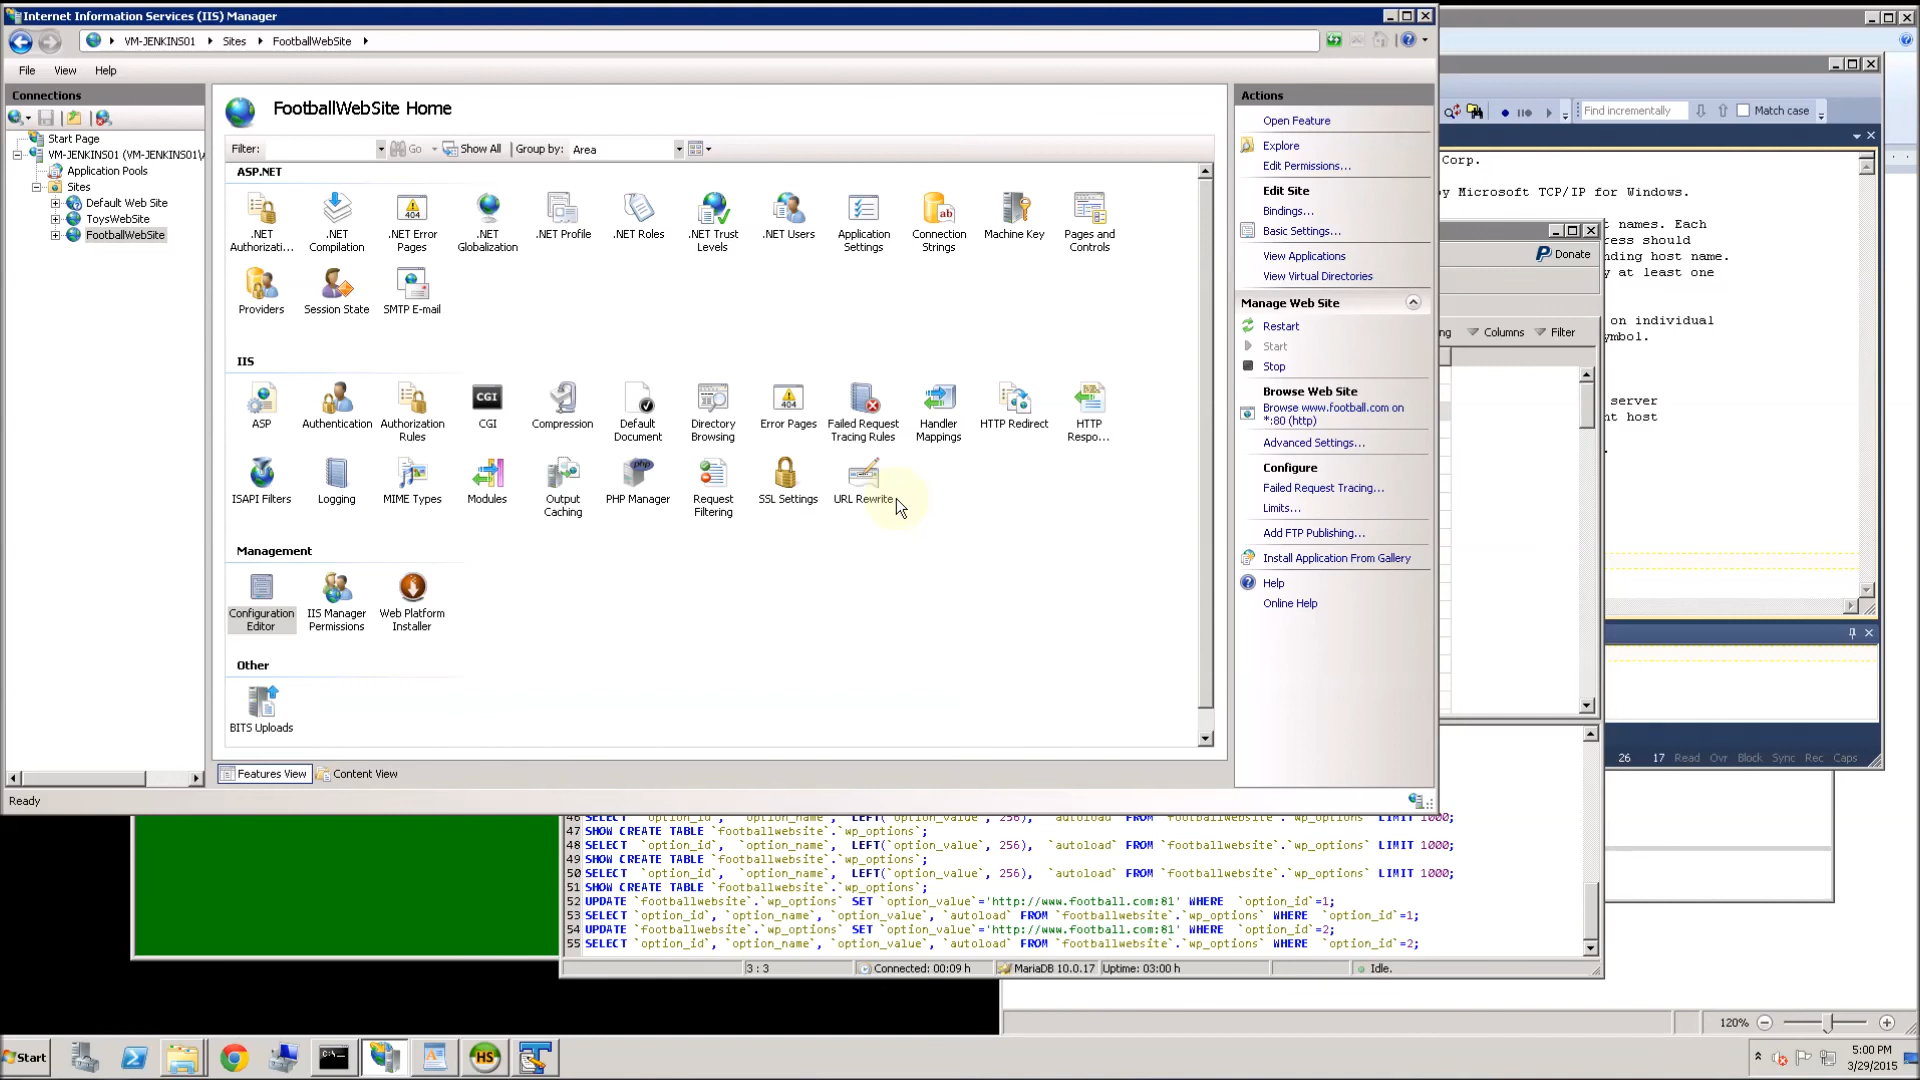 Internet Information Services (IIS) Manager
VM-JENKINS01 Sites FootballWebSite
File View Help
Connections
Start Page
VM-JENKINS01 (VM-JENKINS01\
Application Pools
Sites
Default Web Site
ToysWebSite
FootballWebSite
FootballWebSite Home
Filter: Go Show All Group by: Area
ASP.NET
.NET Authorizati...
.NET Compilation
.NET Error Pages
.NET Globalization
.NET Profile
.NET Roles
.NET Trust Levels
.NET Users
Application Settings
Connection Strings
Machine Key
Pages and Controls
Providers
Session State
SMTP E-mail
IIS
ASP
Authentication
Authorization Rules
CGI
Compression
Default Document
Directory Browsing
Error Pages
Failed Request Tracing Rules
Handler Mappings
HTTP Redirect
HTTP Respo...
ISAPI Filters
Logging
MIME Types
Modules
Output Caching
PHP Manager
Request Filtering
SSL Settings
URL Rewrite
Management
Configuration Editor
IIS Manager Permissions
Web Platform Installer
Other
BITS Uploads
Features View Content View
Ready
Actions
Open Feature
Explore
Edit Permissions...
Edit Site
Bindings...
Basic Settings...
View Applications
View Virtual Directories
Manage Web Site
Restart
Start
Stop
Browse Web Site
Browse www.football.com on
*:80 (http)
Advanced Settings...
Configure
Failed Request Tracing...
Limits...
Add FTP Publishing...
Install Application From Gallery
Help
Online Help
Find incrementally Match case
Corp.
y Microsoft TCP/IP for Windows.
t names. Each
ress should
nding host name.
y at least one
on individual
ymbol.
server
nt host
.
Donate
ng Columns Filter
26 17 Read Ovr Block Sync Rec Caps
46 SELECT `option_id`, `option_name`, LEFT(`option_value`, 256), `autoload` FROM `footballwebsite`.`wp_options` LIMIT 1000;
47 SHOW CREATE TABLE `footballwebsite`.`wp_options`;
48 SELECT `option_id`, `option_name`, LEFT(`option_value`, 256), `autoload` FROM `footballwebsite`.`wp_options` LIMIT 1000;
49 SHOW CREATE TABLE `footballwebsite`.`wp_options`;
50 SELECT `option_id`, `option_name`, LEFT(`option_value`, 256), `autoload` FROM `footballwebsite`.`wp_options` LIMIT 1000;
51 SHOW CREATE TABLE `footballwebsite`.`wp_options`;
52 UPDATE `footballwebsite`.`wp_options` SET `option_value`='http://www.football.com:81' WHERE `option_id`=1;
53 SELECT `option_id`, `option_name`, `option_value`, `autoload` FROM `footballwebsite`.`wp_options` WHERE `option_id`=1;
54 UPDATE `footballwebsite`.`wp_options` SET `option_value`='http://www.football.com:81' WHERE `option_id`=2;
55 SELECT `option_id`, `option_name`, `option_value`, `autoload` FROM `footballwebsite`.`wp_options` WHERE `option_id`=2;
3 : 3 Connected: 00:09 h MariaDB 10.0.17 Uptime: 03:00 h Idle.
120%
Start
5:00 PM
3/29/2015